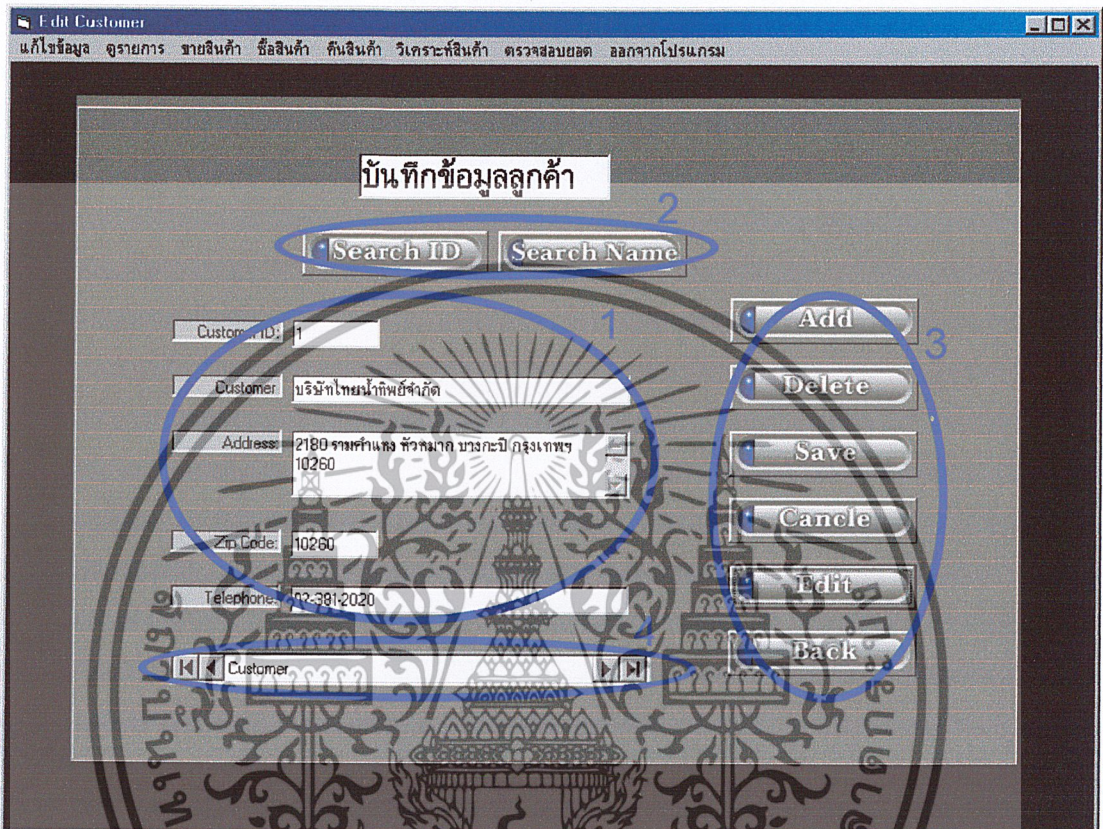 Edit Customer
แก้ไขข้อมูล ดูรายการ ขายสินค้า ซื้อสินค้า คืนสินค้า วิเคราะห์สินค้า ตรวจสอบยอด ออกจากโปรแกรม
บันทึกข้อมูลลูกค้า
2
Search ID Search Name
1
Customer ID: 1
Add
3
Customer บริษัทไทยน้ำทิพย์จำกัด
Delete
Address: 2180 รามคำแหง หัวหมาก บางกะปิ กรุงเทพฯ
10260
Save
Zip Code: 10260
Cancle
Telephone: 02-381-2020
Edit
4
Customer
Back